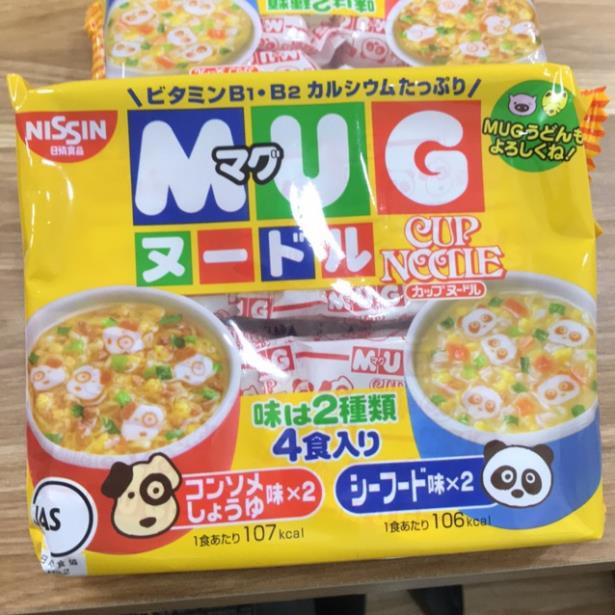 \ビタミンB1・B2 カルシウムたっぷり/
NISSIN
日清食品
MUG
マグ
ヌードル
CUP
NOODLE
カップヌードル
MUGうどんも
よろしくね!
MUG
味は2種類
4食入り
コンソメ
しょうゆ味×2
1食あたり107kcal
シーフード味×2
1食あたり106kcal
JAS